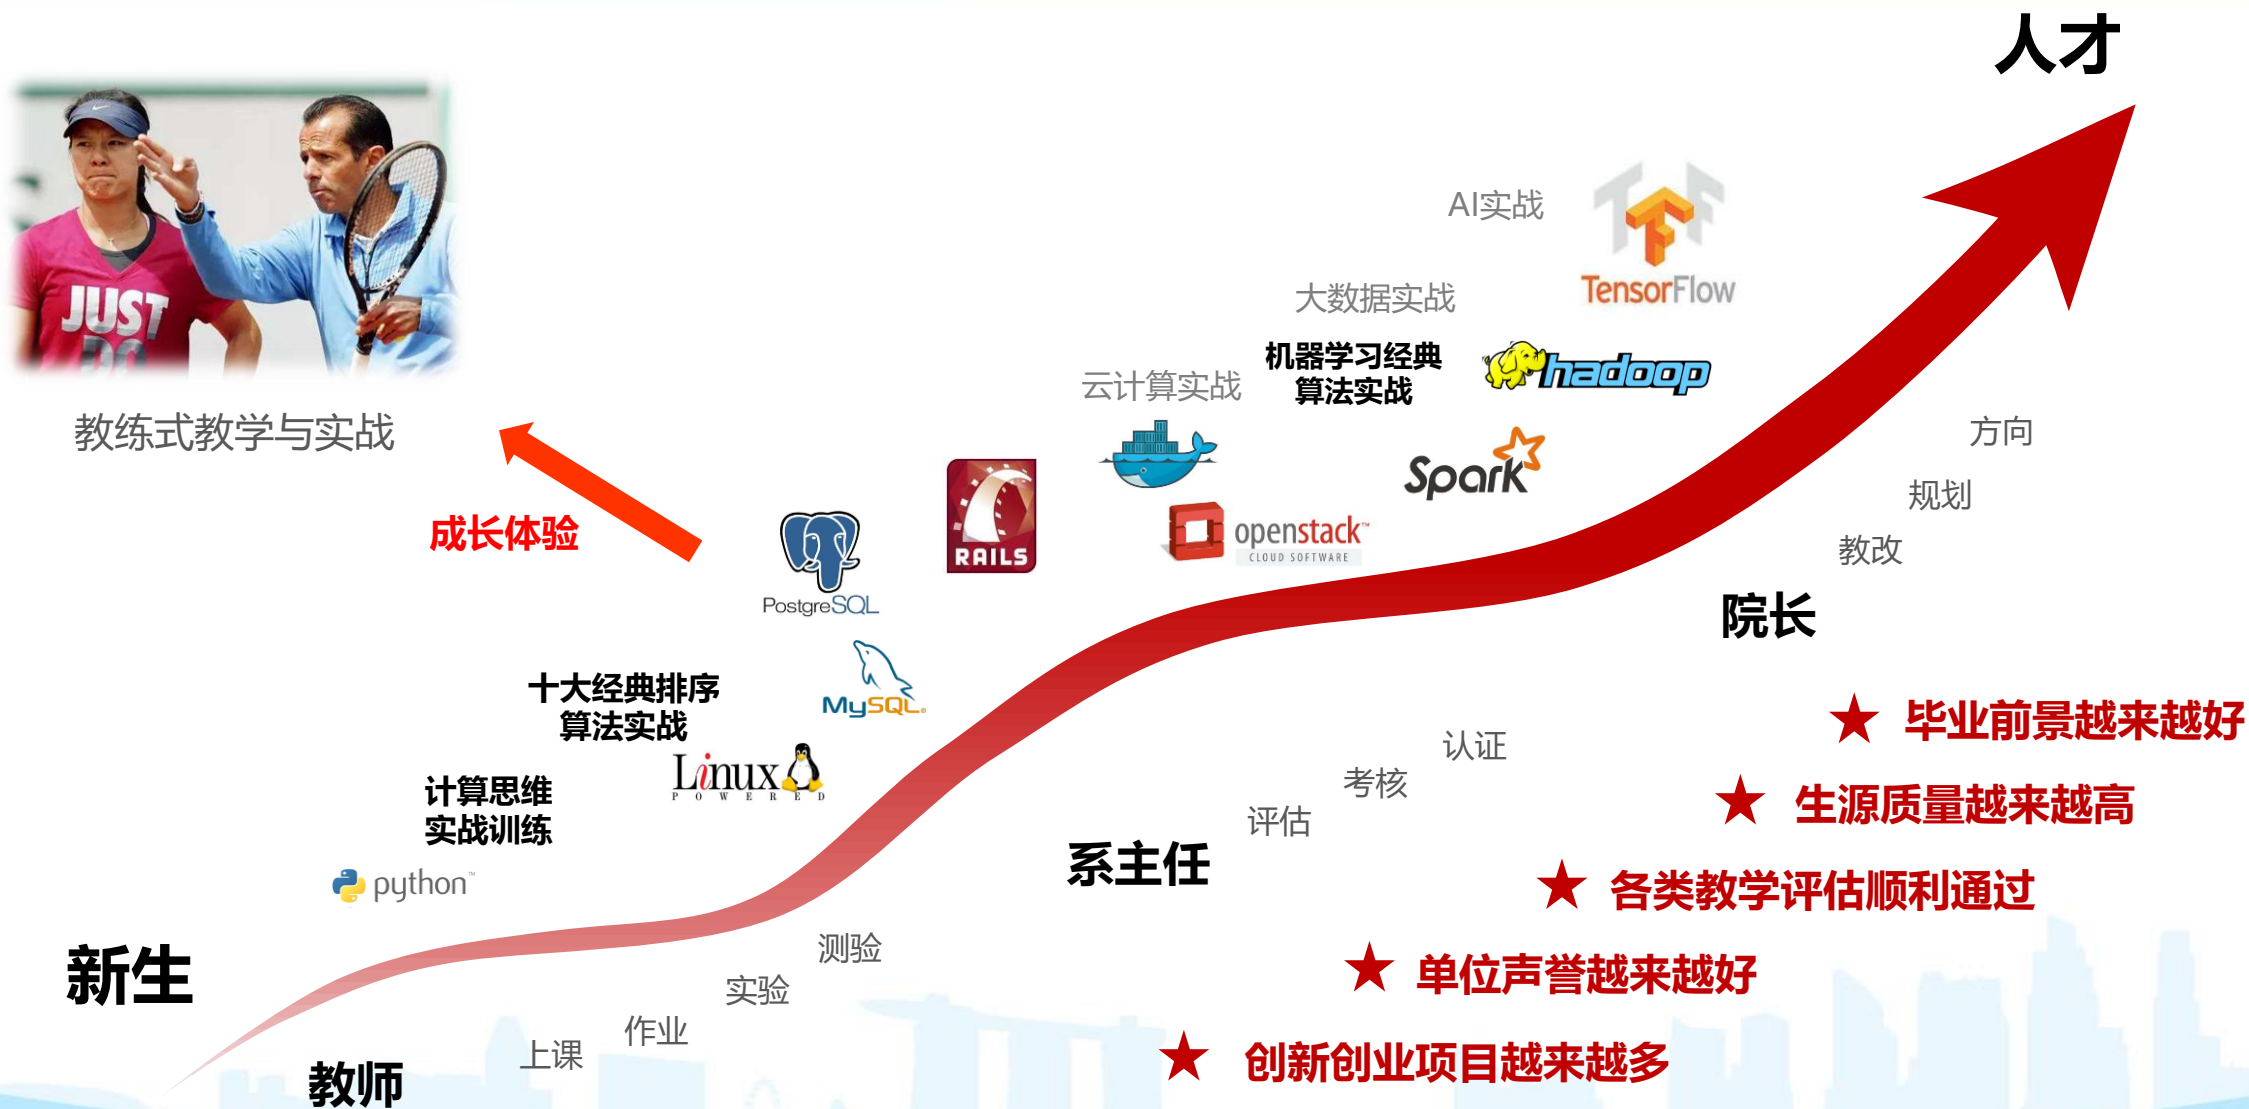 人才
JUST
DO
AI实战
TensorFlow
大数据实战
机器学习经典
算法实战
hadoop
云计算实战
教练式教学与实战
方向
Spark
规划
RAILS
openstack™
CLOUD SOFTWARE
成长体验
教改
PostgreSQL
院长
十大经典排序
算法实战
MySQL®
毕业前景越来越好
认证
Linux
POWERED
考核
计算思维
实战训练
生源质量越来越高
评估
系主任
python™
各类教学评估顺利通过
测验
新生
单位声誉越来越好
实验
作业
上课
创新创业项目越来越多
教师